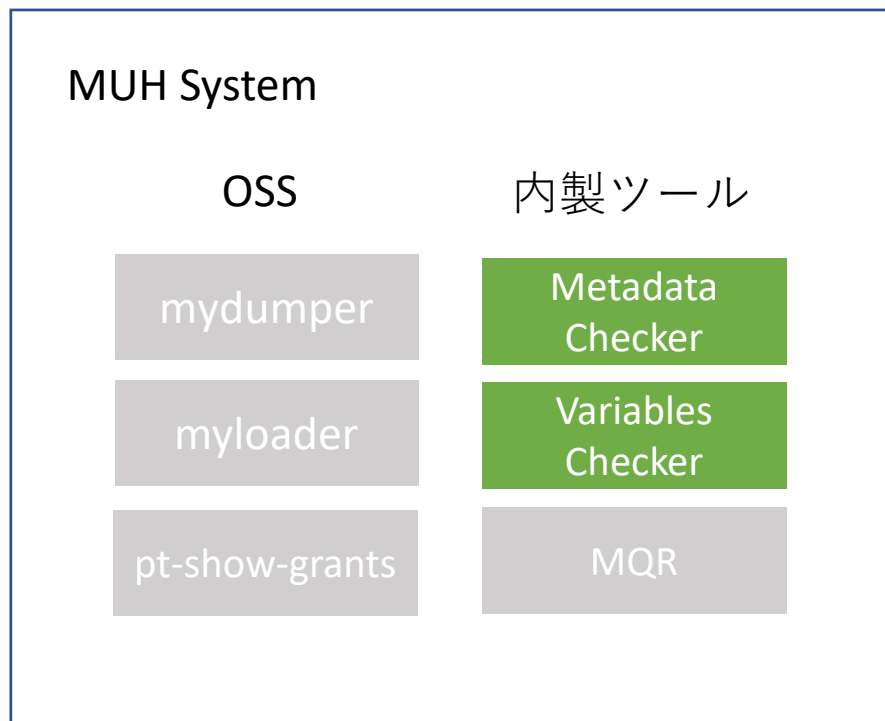 MUH System
OSS
内製ツール
mydumper
Metadata
Checker
myloader
Variables
Checker
pt-show-grants
MQR